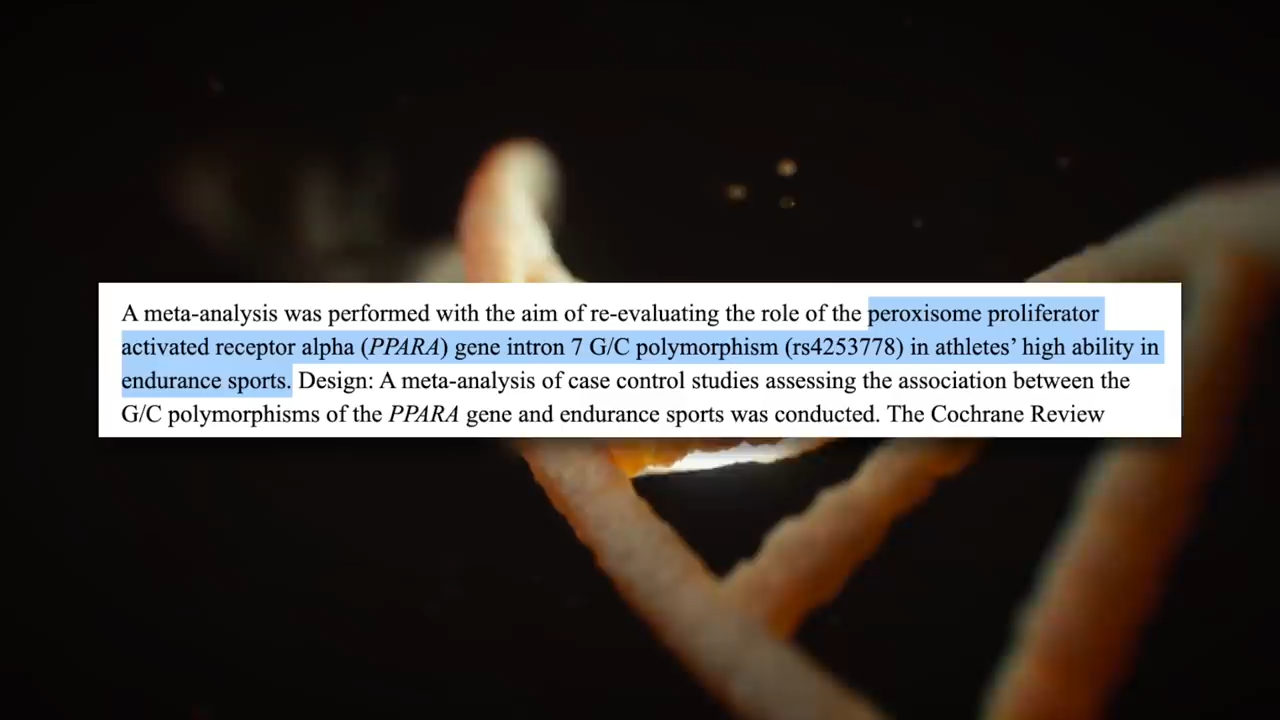 A meta-analysis was performed with the aim of re-evaluating the role of the peroxisome proliferator
activated receptor alpha (PPARA) gene intron 7 G/C polymorphism (rs4253778) in athletes’ high ability in
endurance sports. Design: A meta-analysis of case control studies assessing the association between the
G/C polymorphisms of the PPARA gene and endurance sports was conducted. The Cochrane Review